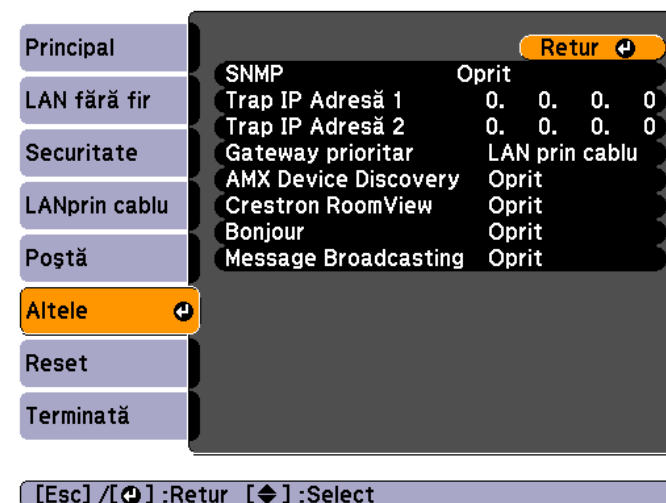 Principal
LAN fără fir
Securitate
LANprin cablu
Poştă
Altele
Reset
Terminată
Retur
SNMP Oprit
Trap IP Adresă 1 0. 0. 0. 0
Trap IP Adresă 2 0. 0. 0. 0
Gateway prioritar LAN prin cablu
AMX Device Discovery Oprit
Crestron RoomView Oprit
Bonjour Oprit
Message Broadcasting Oprit
[Esc] /[⏎] :Retur [◆] :Select